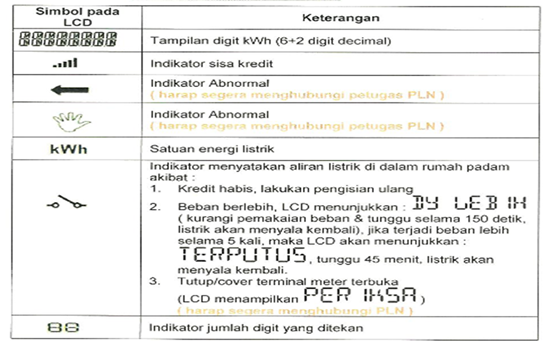 Simbol pada LCD
Keterangan
88888888
Tampilan digit kWh (6+2 digit decimal)
Indikator sisa kredit
Indikator Abnormal
( harap segera menghubungi petugas PLN )
Indikator Abnormal
( harap segera menghubungi petugas PLN )
kWh
Satuan energi listrik
Indikator menyatakan aliran listrik di dalam rumah padam
akibat :
1. Kredit habis, lakukan pengisian ulang
2. Beban berlebih, LCD menunjukkan : DY LEBIH
( kurangi pemakaian beban & tunggu selama 150 detik,
listrik akan menyala kembali), jika terjadi beban lebih
selama 5 kali, maka LCD akan menunjukkan :
TERPUTUS, tunggu 45 menit, listrik akan
menyala kembali.
3. Tutup/cover terminal meter terbuka
(LCD menampilkan PERIKSA )
( harap segera menghubungi PLN )
88
Indikator jumlah digit yang ditekan